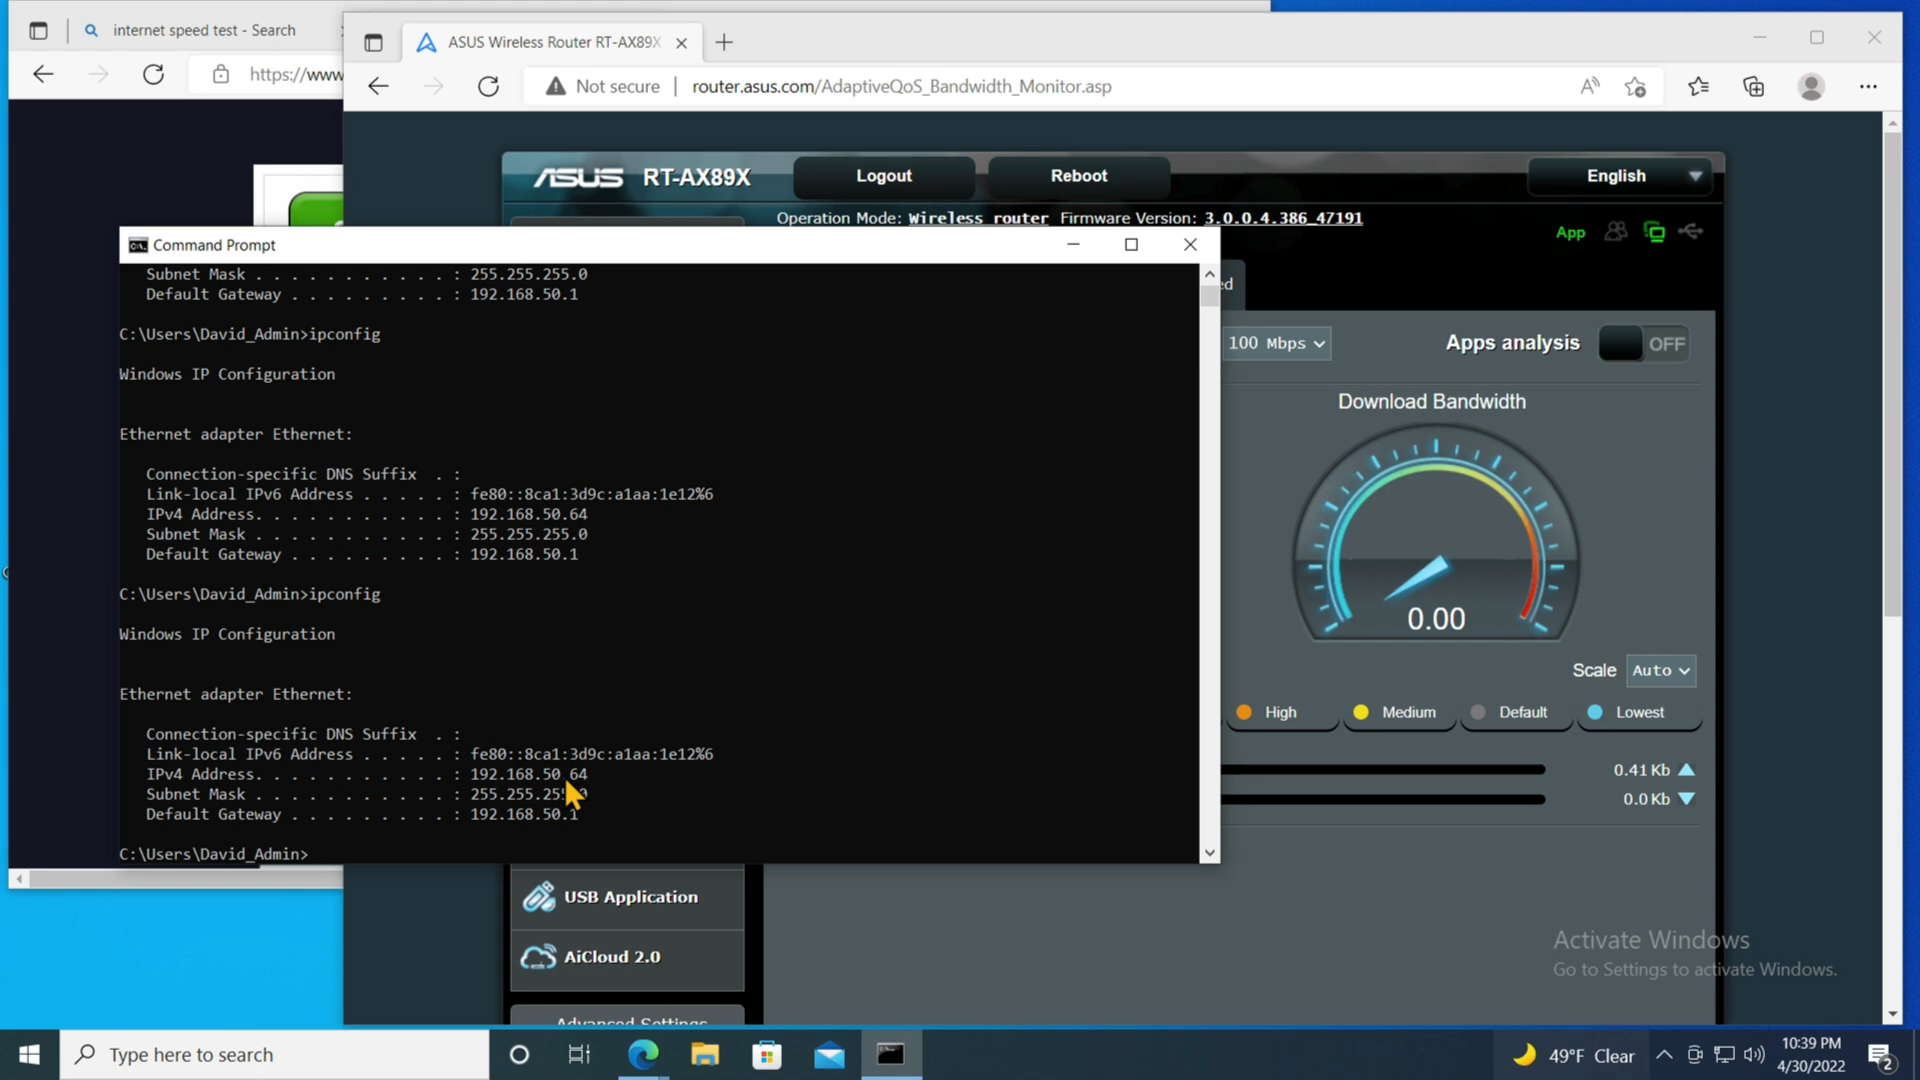 internet speed test - Search
https://www
ASUS Wireless Router RT-AX89X
Not secure | router.asus.com/AdaptiveQoS_Bandwidth_Monitor.asp
ASUS RT-AX89X
Logout
Reboot
English
Operation Mode: Wireless router Firmware Version: 3.0.0.4.386_47191
App
Command Prompt
Subnet Mask . . . . . . . . . . . : 255.255.255.0
Default Gateway . . . . . . . . . : 192.168.50.1
C:\Users\David_Admin>ipconfig
Windows IP Configuration
Ethernet adapter Ethernet:
Connection-specific DNS Suffix . :
Link-local IPv6 Address . . . . . : fe80::8ca1:3d9c:a1aa:1e12%6
IPv4 Address. . . . . . . . . . . : 192.168.50.64
Subnet Mask . . . . . . . . . . . : 255.255.255.0
Default Gateway . . . . . . . . . : 192.168.50.1
C:\Users\David_Admin>ipconfig
Windows IP Configuration
Ethernet adapter Ethernet:
Connection-specific DNS Suffix . :
Link-local IPv6 Address . . . . . : fe80::8ca1:3d9c:a1aa:1e12%6
IPv4 Address. . . . . . . . . . . : 192.168.50.64
Subnet Mask . . . . . . . . . . . : 255.255.255.0
Default Gateway . . . . . . . . . : 192.168.50.1
C:\Users\David_Admin>
ed
100 Mbps
Apps analysis
OFF
Download Bandwidth
0.00
Scale
Auto
High
Medium
Default
Lowest
0.41 Kb
0.0 Kb
USB Application
AiCloud 2.0
Advanced Settings
Activate Windows
Go to Settings to activate Windows.
Type here to search
49°F Clear
10:39 PM
4/30/2022
2